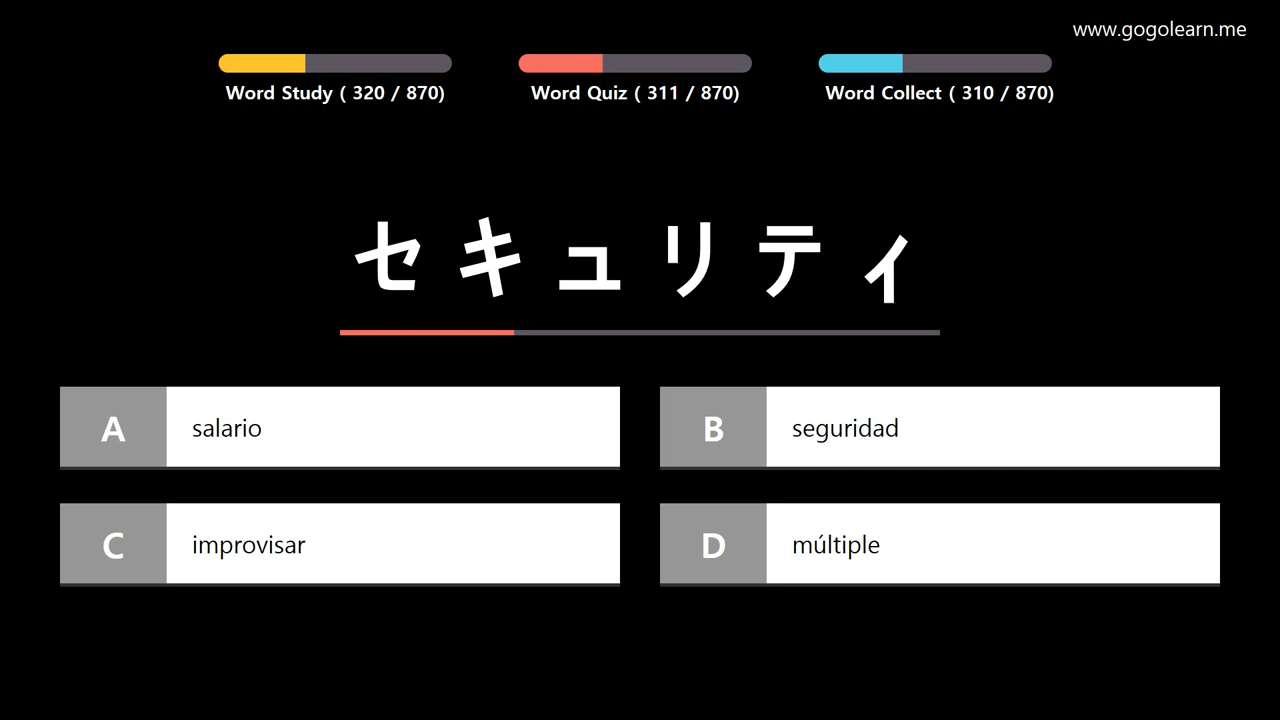 www.gogolearn.me
Word Study ( 320 / 870)
Word Quiz ( 311 / 870)
Word Collect ( 310 / 870)
セキュリティ
A salario
B seguridad
C improvisar
D múltiple